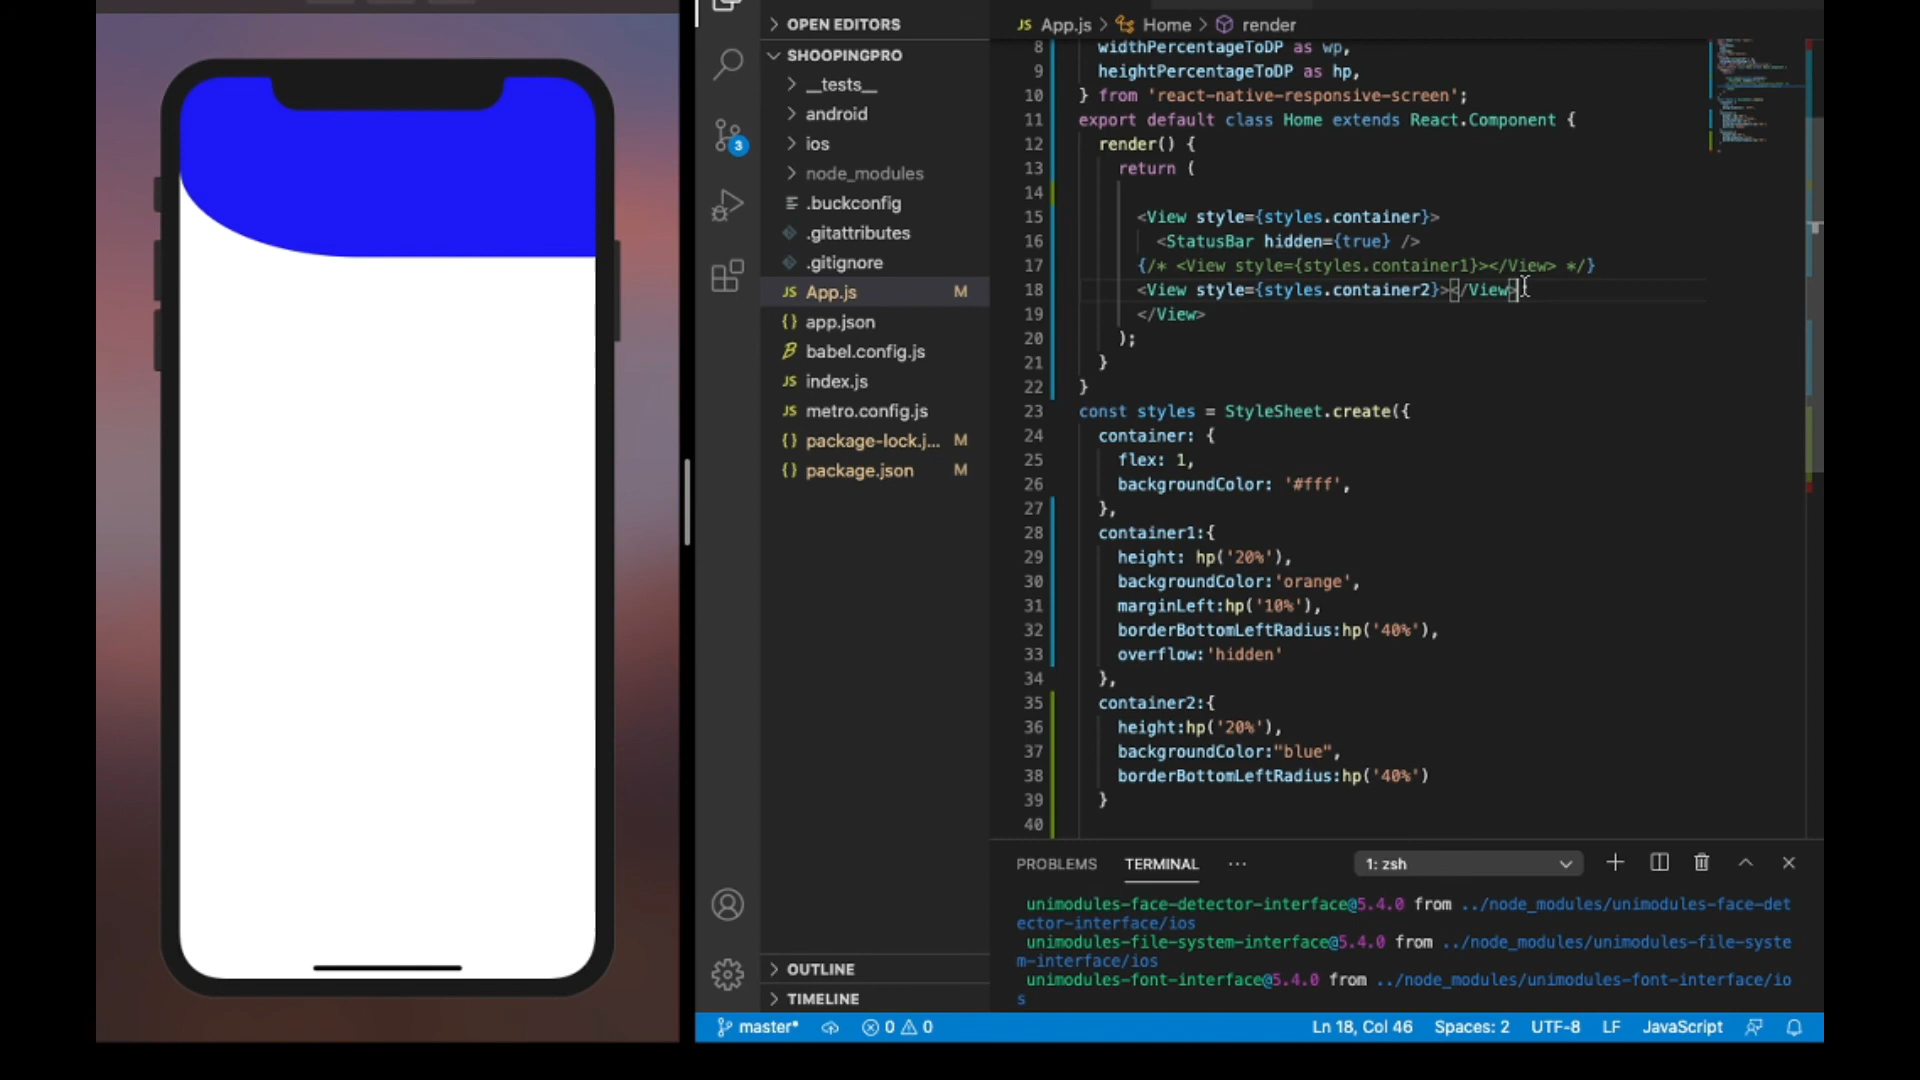 OPEN EDITORS
SHOOPINGPRO
__tests__
android
ios
node_modules
.buckconfig
.gitattributes
.gitignore
JS App.js M
{} app.json
babel.config.js
JS index.js
JS metro.config.js
{} package-lock.j... M
{} package.json M
OUTLINE
TIMELINE
3
JS App.js > Home > render
8 widthPercentageToDP as wp,
9 heightPercentageToDP as hp,
10 } from 'react-native-responsive-screen';
11 export default class Home extends React.Component {
12 render() {
13 return (
14
15 <View style={styles.container}>
16 <StatusBar hidden={true} />
17 {/* <View style={styles.container1}></View> */}
18 <View style={styles.container2}></View>
19 </View>
20 );
21 }
22 }
23 const styles = StyleSheet.create({
24 container: {
25 flex: 1,
26 backgroundColor: '#fff',
27 },
28 container1:{
29 height: hp('20%'),
30 backgroundColor:'orange',
31 marginLeft:hp('10%'),
32 borderBottomLeftRadius:hp('40%'),
33 overflow:'hidden'
34 },
35 container2:{
36 height:hp('20%'),
37 backgroundColor:"blue",
38 borderBottomLeftRadius:hp('40%')
39 }
40
PROBLEMS TERMINAL ··· 1: zsh
unimodules-face-detector-interface@5.4.0 from ../node_modules/unimodules-face-det
ector-interface/ios
unimodules-file-system-interface@5.4.0 from ../node_modules/unimodules-file-syste
m-interface/ios
unimodules-font-interface@5.4.0 from ../node_modules/unimodules-font-interface/io
s
master* 0 0 Ln 18, Col 46 Spaces: 2 UTF-8 LF JavaScript